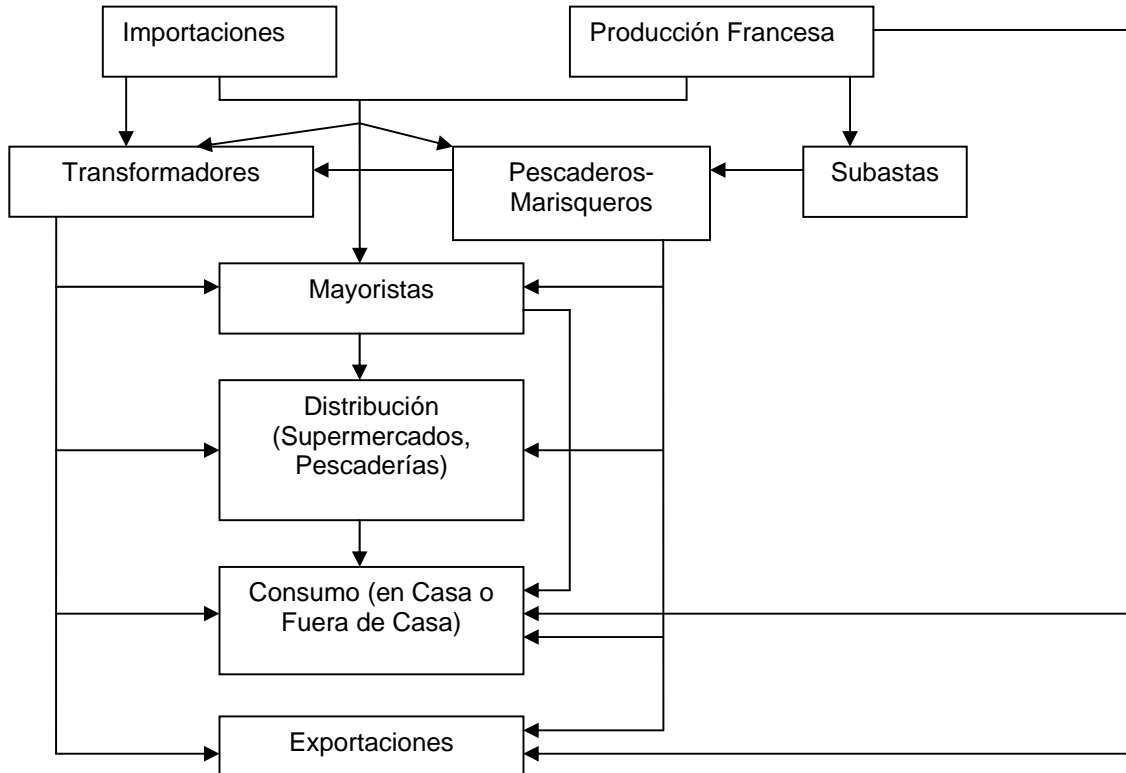 Importaciones
Producción Francesa
Transformadores
Pescaderos-
Marisqueros
Subastas
Mayoristas
Distribución
(Supermercados,
Pescaderías)
Consumo (en Casa o
Fuera de Casa)
Exportaciones